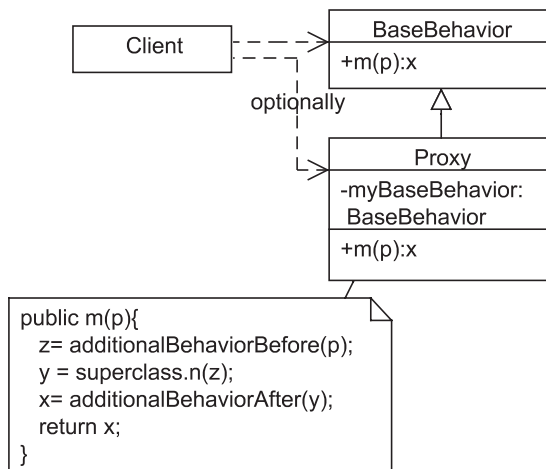 Client
BaseBehavior
+m(p):x
optionally
Proxy
-myBaseBehavior:
BaseBehavior
+m(p):x
public m(p){
z= additionalBehaviorBefore(p);
y = superclass.n(z);
x= additionalBehaviorAfter(y);
return x;
}